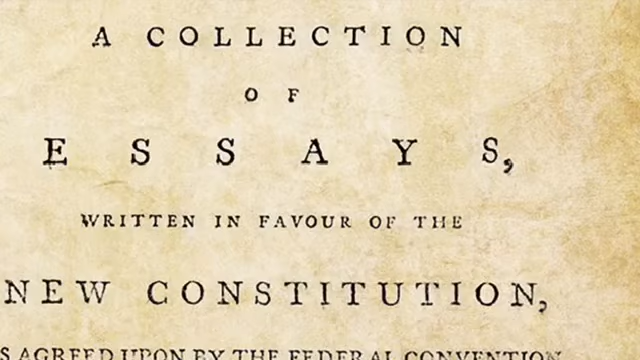 A COLLECTION
OF
ESSAYS,
WRITTEN IN FAVOUR OF THE
NEW CONSTITUTION,
S AGREED UPON BY THE FEDERAL CONVENTION